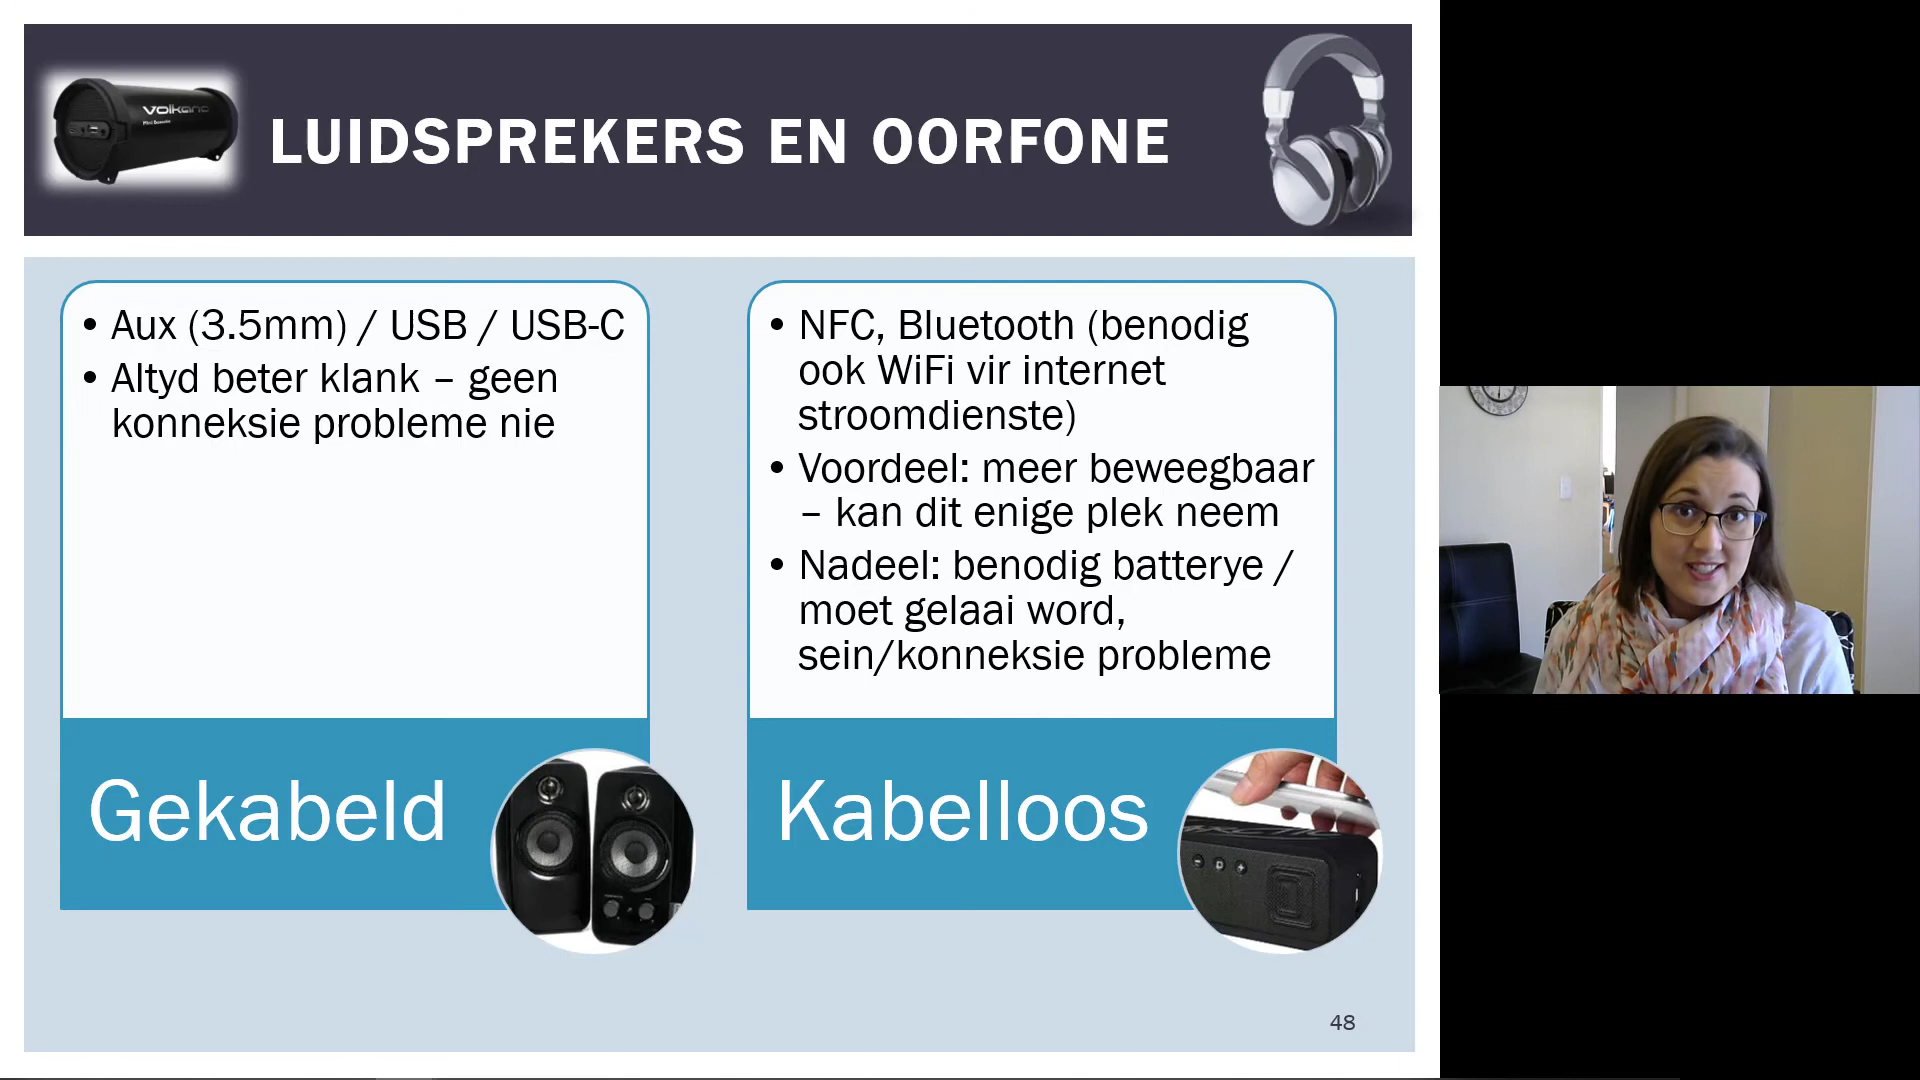 Volkano
LUIDSPREKERS EN OORFONE
• Aux (3.5mm) / USB / USB-C
• Altyd beter klank – geen
konneksie probleme nie
Gekabeld
• NFC, Bluetooth (benodig
ook WiFi vir internet
stroomdienste)
• Voordeel: meer beweegbaar
– kan dit enige plek neem
• Nadeel: benodig batterye /
moet gelaai word,
sein/konneksie probleme
Kabelloos
48